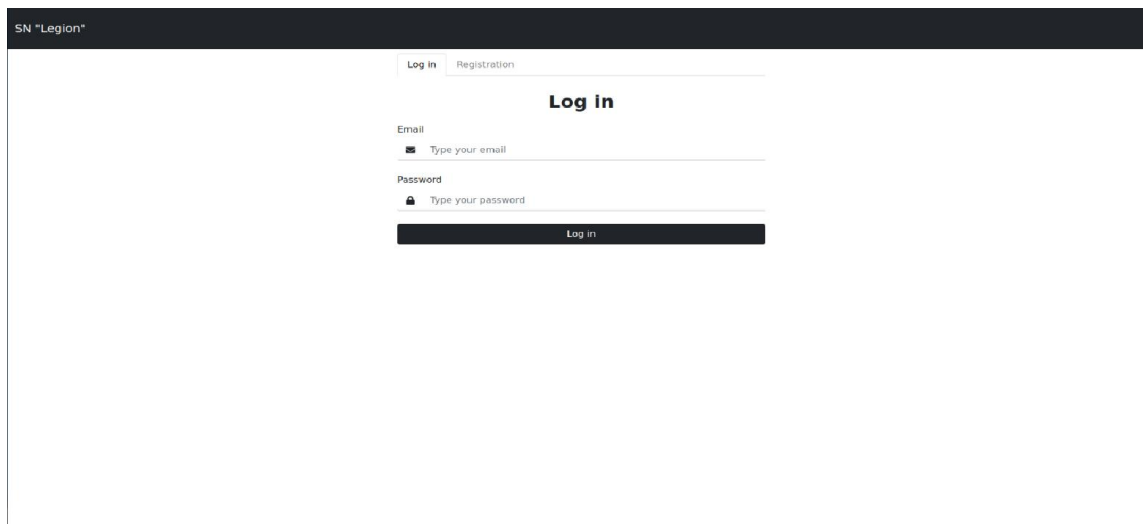 SN "Legion"
Log in Registration
Log in
Email
Type your email
Password
Type your password
Log in